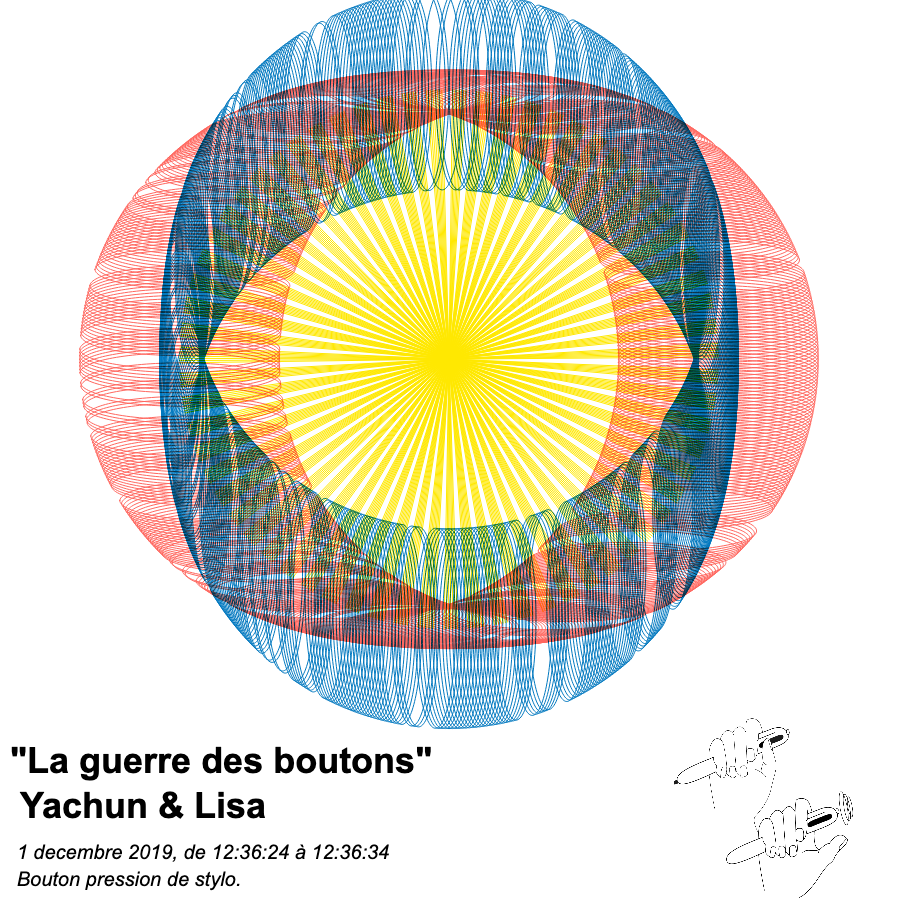 "La guerre des boutons"
Yachun & Lisa
1 decembre 2019, de 12:36:24 à 12:36:34
Bouton pression de stylo.